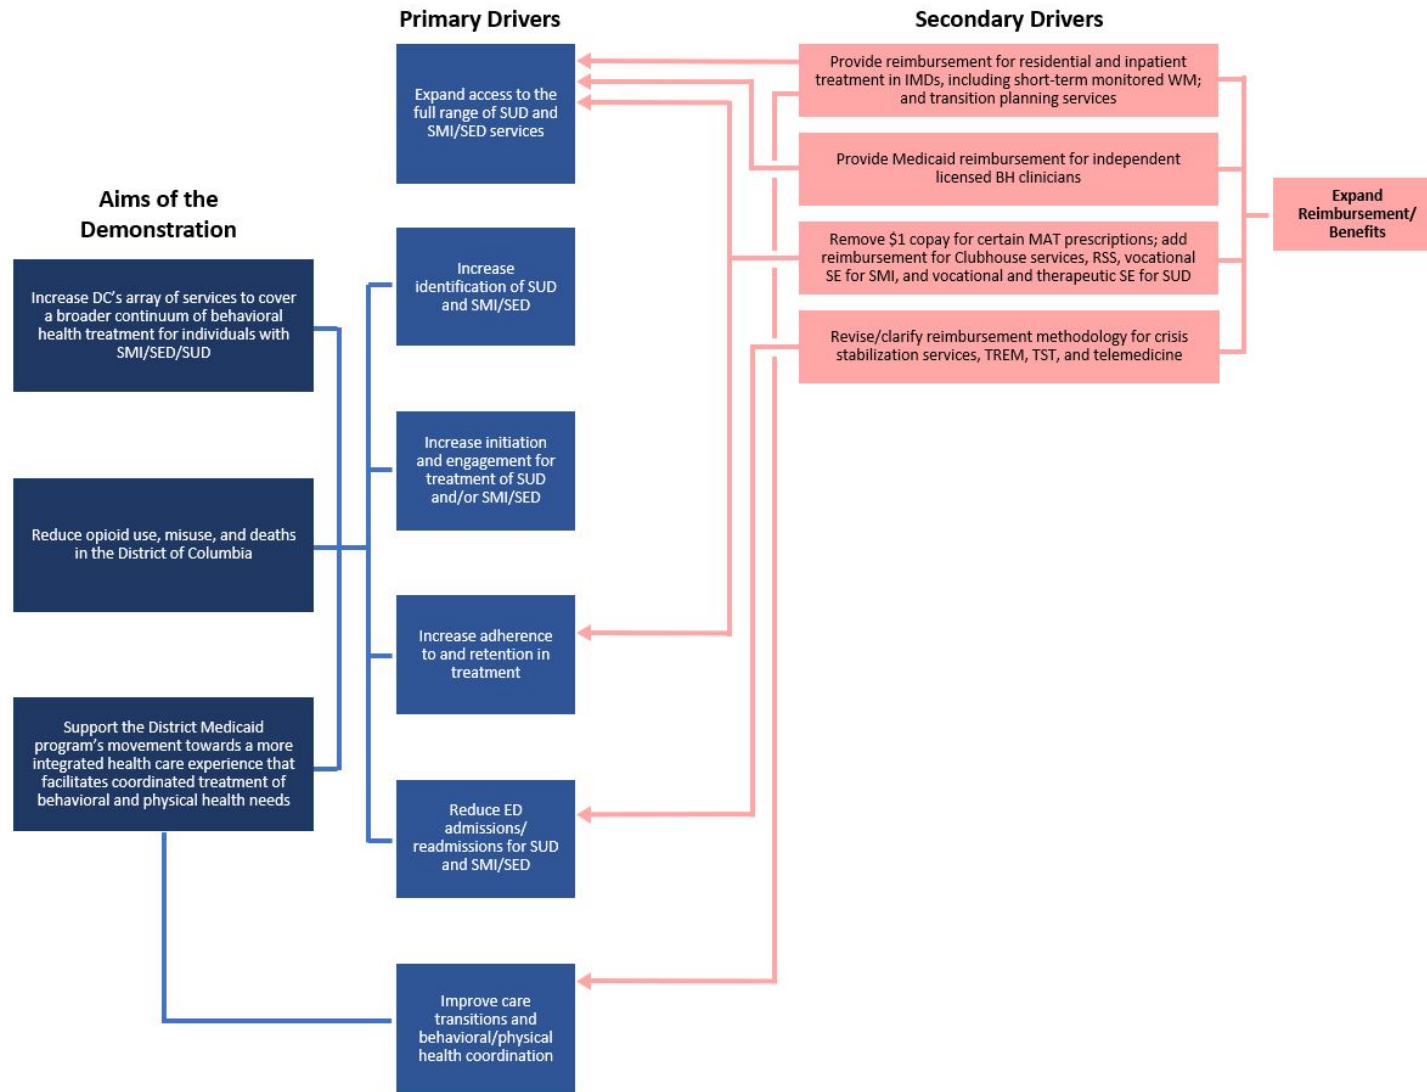 Primary Drivers
Secondary Drivers
Aims of the
Demonstration
Increase DC's array of services to cover
a broader continuum of behavioral
health treatment for individuals with
SMI/SED/SUD
Reduce opioid use, misuse, and deaths
in the District of Columbia
Support the District Medicaid
program's movement towards a more
integrated health care experience that
facilitates coordinated treatment of
behavioral and physical health needs
Expand access to the
full range of SUD and
SMI/SED services
Increase
identification of SUD
and SMI/SED
Increase initiation
and engagement for
treatment of SUD
and/or SMI/SED
Increase adherence
to and retention in
treatment
Reduce ED
admissions/
readmissions for SUD
and SMI/SED
Improve care
transitions and
behavioral/physical
health coordination
Provide reimbursement for residential and inpatient
treatment in IMDs, including short-term monitored WM;
and transition planning services
Provide Medicaid reimbursement for independent
licensed BH clinicians
Remove $1 copay for certain MAT prescriptions; add
reimbursement for Clubhouse services, RSS, vocational
SE for SMI, and vocational and therapeutic SE for SUD
Revise/clarify reimbursement methodology for crisis
stabilization services, TREM, TST, and telemedicine
Expand
Reimbursement/
Benefits